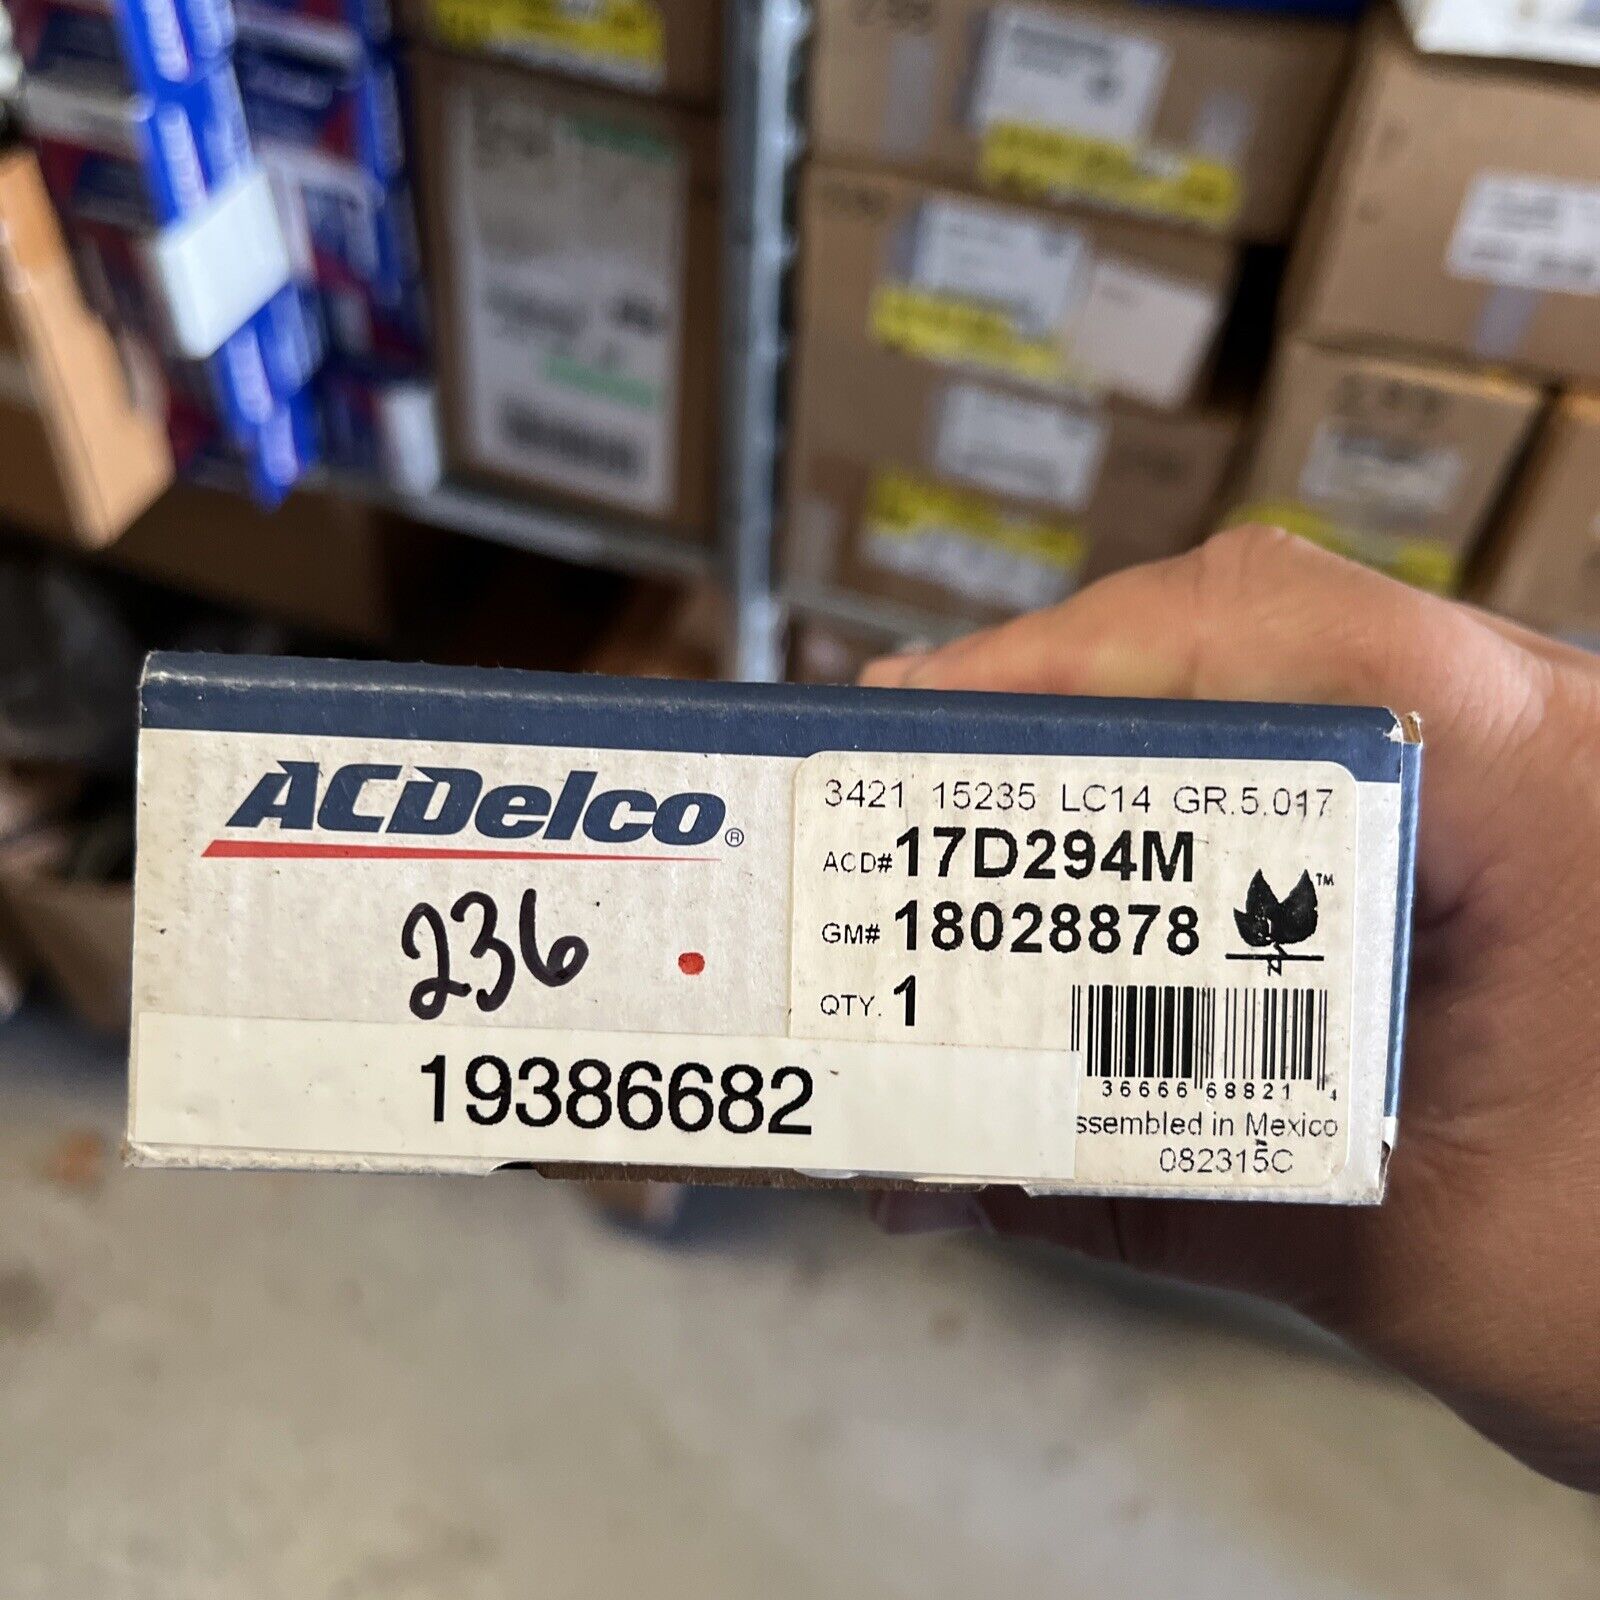 ACDelco®
3421 15235 LC14 GR.5.017
ACD# 17D294M
GM# 18028878
TM
QTY. 1
236
19386682
36666 68821 4
ssembled in Mexico
082315C